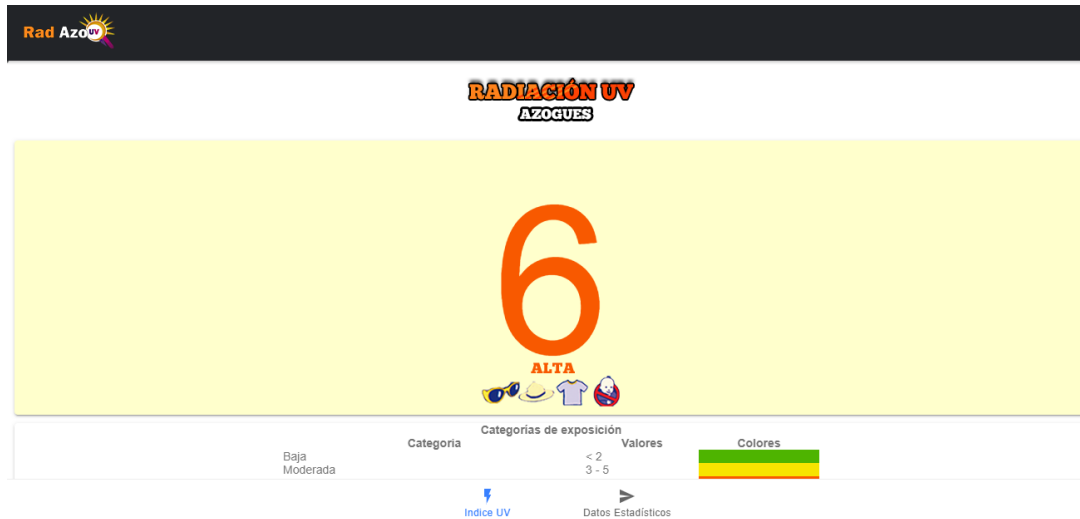 Rad Azo UV
RADIACIÓN UV
AZOGUES
6
ALTA
Categorías de exposición
Categoría Valores Colores
Baja < 2
Moderada 3 - 5
Indice UV Datos Estadísticos